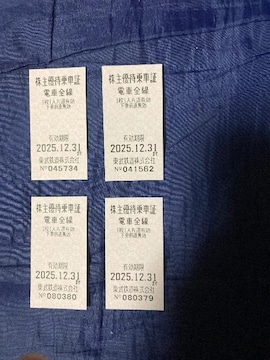 株主優待乗車証
電車全線
有効期限
2025.12.31
東武鉄道株式会社
No045734
株主優待乗車証
電車全線
有効期限
2025.12.31
東武鉄道株式会社
No041562
株主優待乗車証
電車全線
有効期限
2025.12.31
東武鉄道株式会社
No080380
株主優待乗車証
電車全線
有効期限
2025.12.31
東武鉄道株式会社
No080379